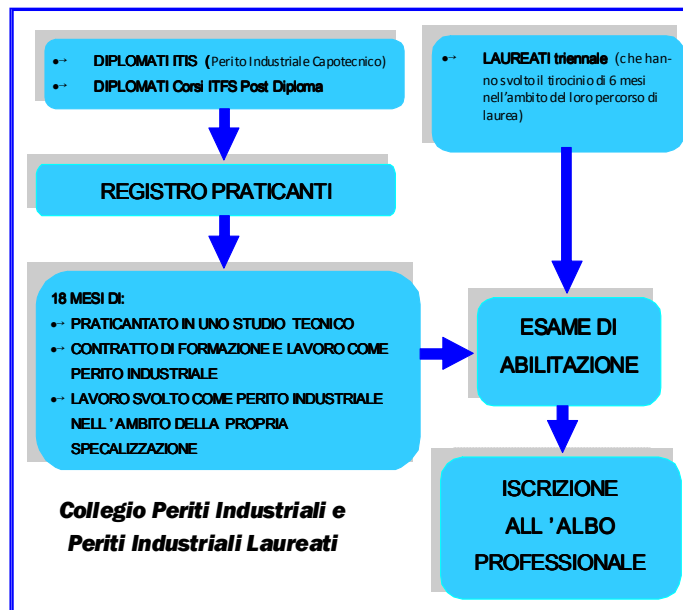 •→ DIPLOMATI ITIS (Perito Industriale Capotecnico)
•→ DIPLOMATI Corsi ITFS Post Diploma
•→ LAUREATI triennale (che han-
no svolto il tirocinio di 6 mesi
nell'ambito del loro percorso di
laurea)
REGISTRO PRATICANTI
18 MESI DI:
•→ PRATICANTATO IN UNO STUDIO TECNICO
•→ CONTRATTO DI FORMAZIONE E LAVORO COME
PERITO INDUSTRIALE
•→ LAVORO SVOLTO COME PERITO INDUSTRIALE
NELL'AMBITO DELLA PROPRIA
SPECALIZZAZIONE
ESAME DI
ABILITAZIONE
ISCRIZIONE
ALL'ALBO
PROFESSIONALE
Collegio Periti Industriali e
Periti Industriali Laureati